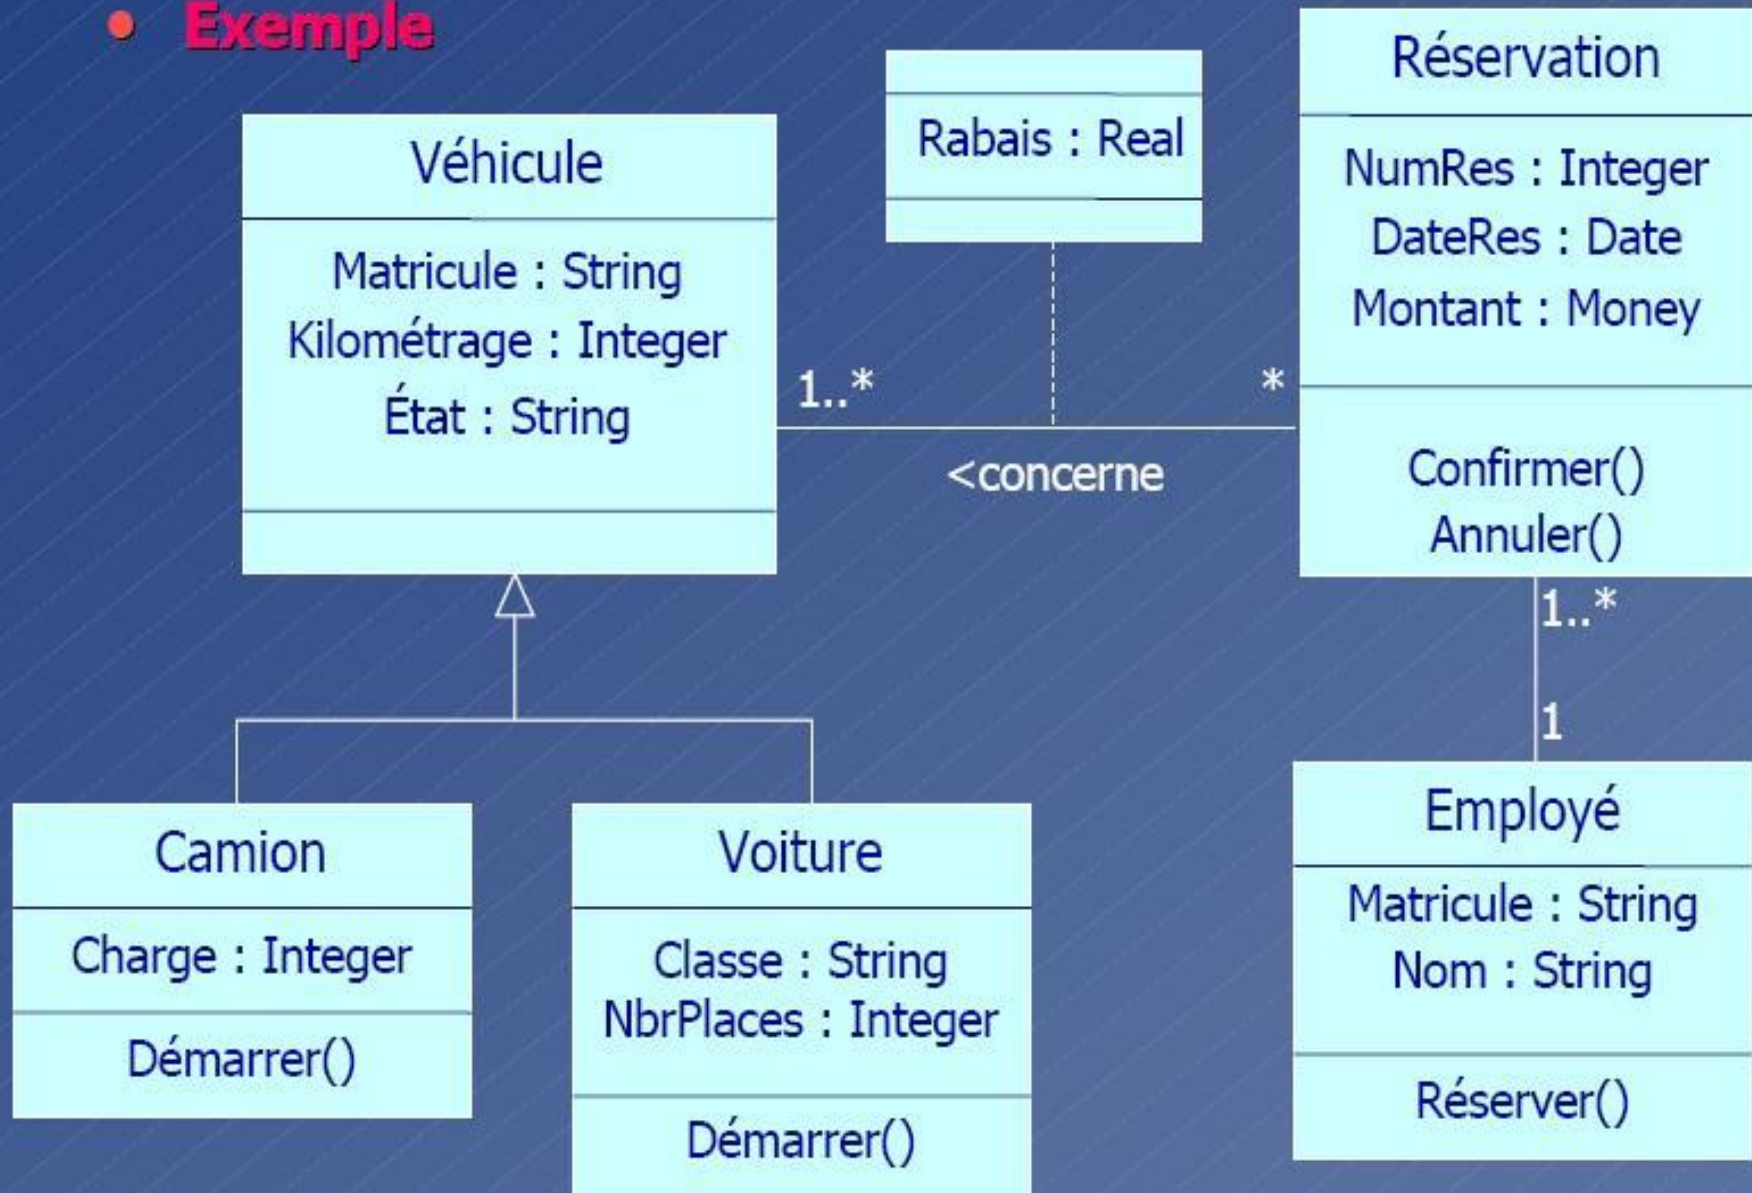 Exemple
Véhicule
Matricule : String
Kilométrage : Integer
État : String
Rabais : Real
Réservation
NumRes : Integer
DateRes : Date
Montant : Money
Confirmer()
Annuler()
1..*
*
<concerne
1..*
1
Camion
Charge : Integer
Démarrer()
Voiture
Classe : String
NbrPlaces : Integer
Démarrer()
Employé
Matricule : String
Nom : String
Réserver()